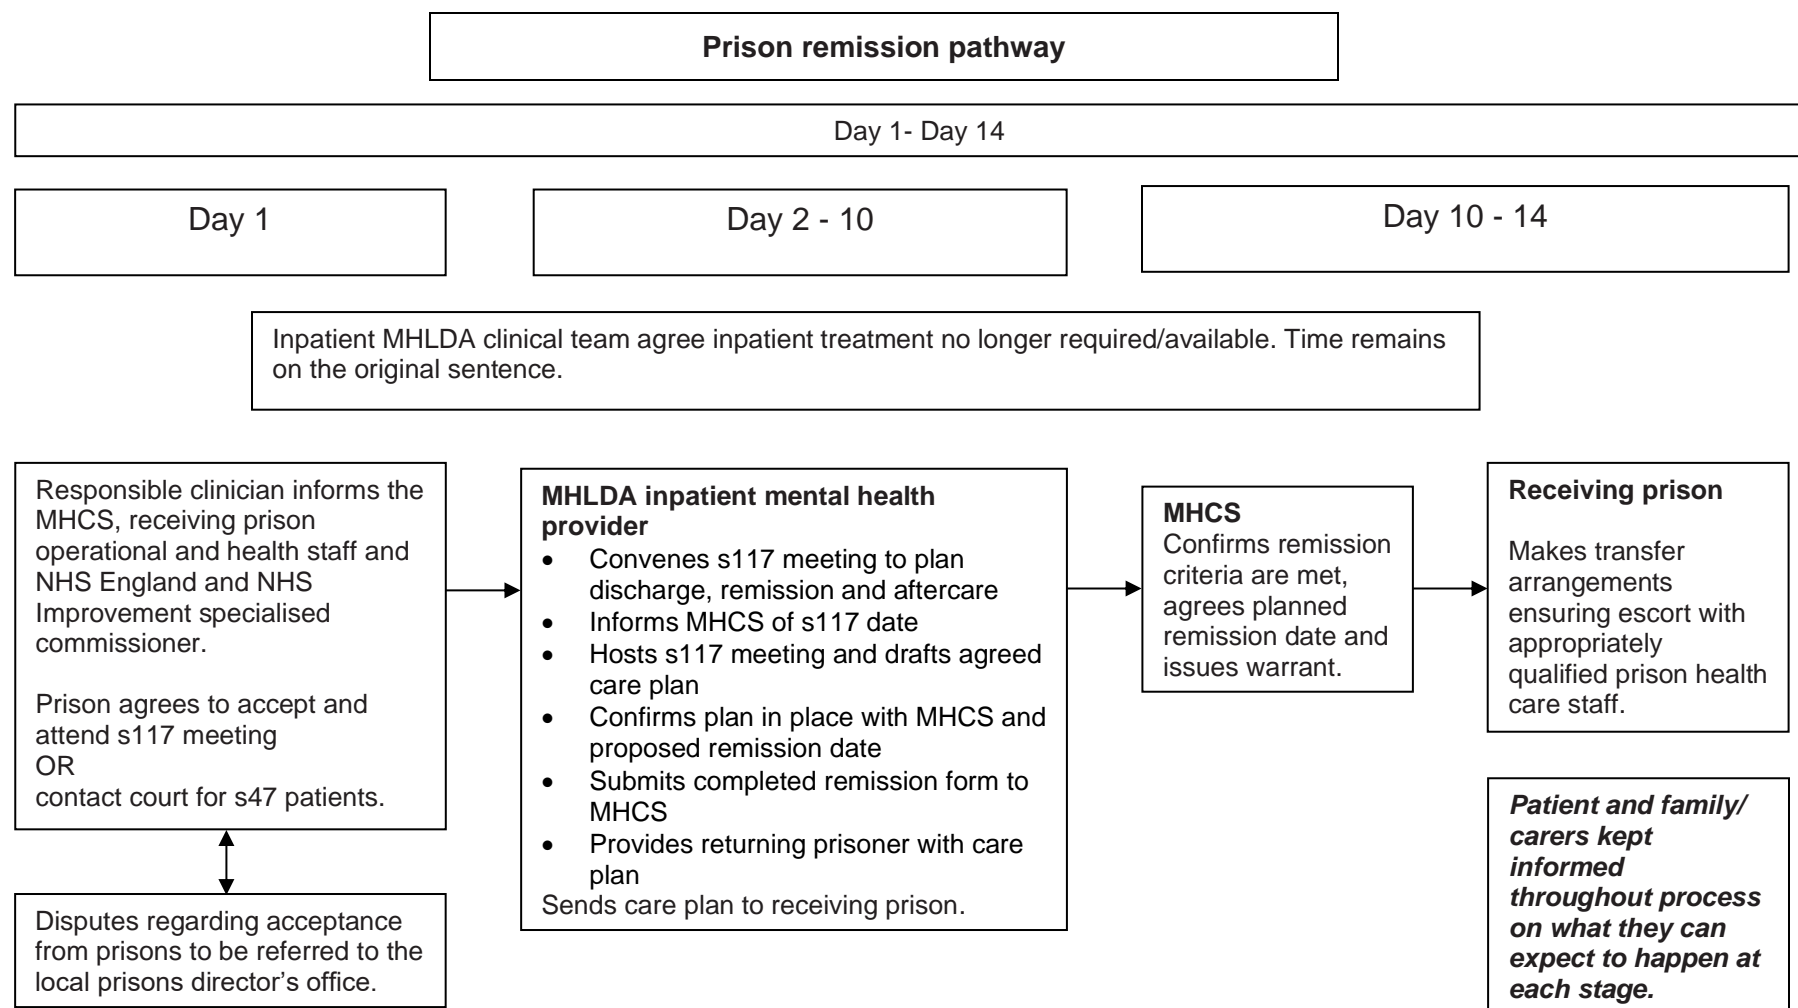 Prison remission pathway
Day 1- Day 14
Day 1
Day 2 - 10
Day 10 - 14
Inpatient MHLDA clinical team agree inpatient treatment no longer required/available. Time remains
on the original sentence.
Responsible clinician informs the
MHCS, receiving prison
operational and health staff and
NHS England and NHS
Improvement specialised
commissioner.
Prison agrees to accept and
attend s117 meeting
OR
contact court for s47 patients.
Disputes regarding acceptance
from prisons to be referred to the
local prisons director’s office.
MHLDA inpatient mental health
provider
• Convenes s117 meeting to plan
discharge, remission and aftercare
• Informs MHCS of s117 date
• Hosts s117 meeting and drafts agreed
care plan
• Confirms plan in place with MHCS and
proposed remission date
• Submits completed remission form to
MHCS
• Provides returning prisoner with care
plan
Sends care plan to receiving prison.
MHCS
Confirms remission
criteria are met,
agrees planned
remission date and
issues warrant.
Receiving prison
Makes transfer
arrangements
ensuring escort with
appropriately
qualified prison health
care staff.
Patient and family/
carers kept
informed
throughout process
on what they can
expect to happen at
each stage.